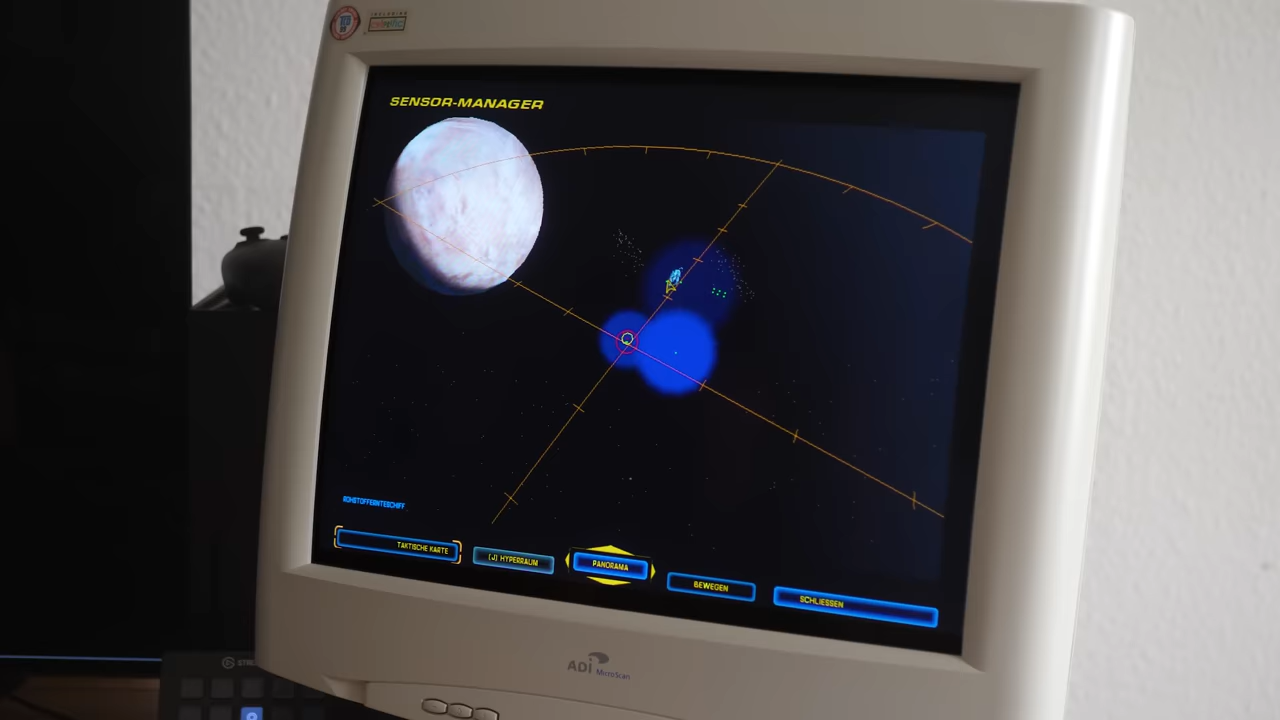 SENSOR-MANAGER
ROHSTOFFERNTESCHIFF
TAKTISCHE KARTE
(J) HYPERRAUM
PANORAMA
BEWEGEN
SCHLIESSEN
ADi MicroScan